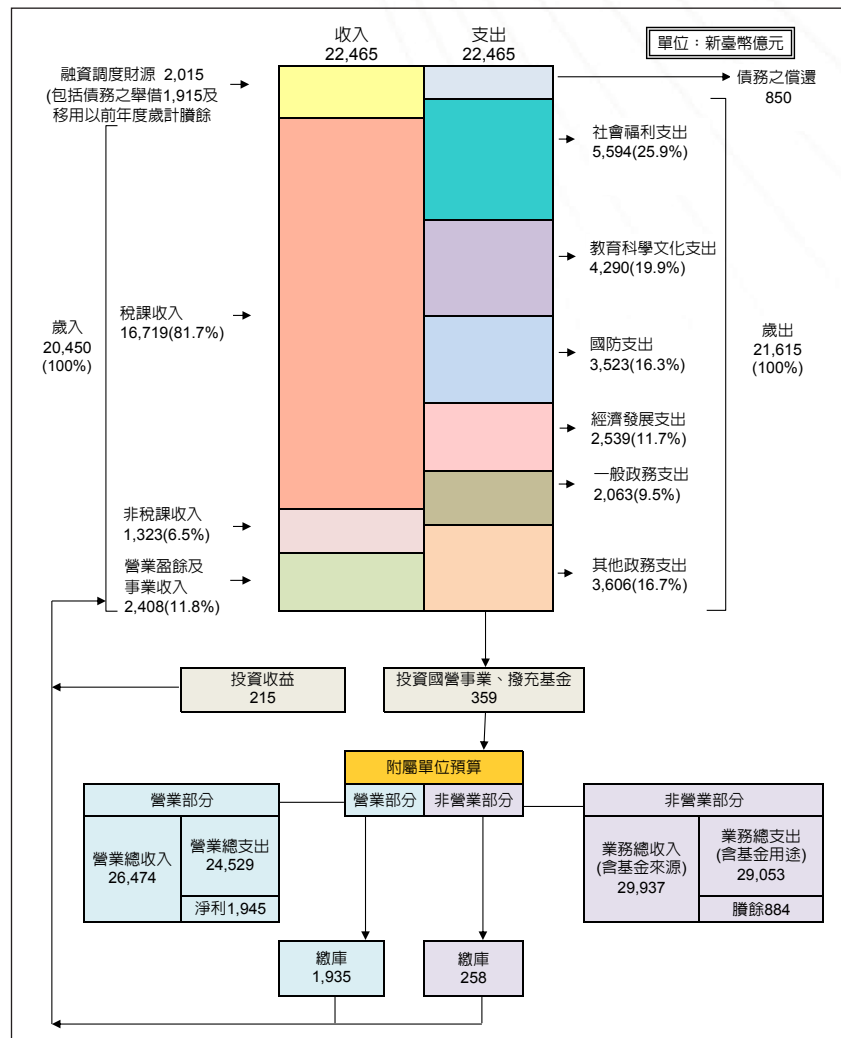 收入
22,465
支出
22,465
單位：新臺幣億元
融資調度財源 2,015
(包括債務之舉借1,915及
移用以前年度歲計賸餘
債務之償還
850
社會福利支出
5,594(25.9%)
教育科學文化支出
4,290(19.9%)
歲入
20,450
(100%)
稅課收入
16,719(81.7%)
國防支出
3,523(16.3%)
歲出
21,615
(100%)
經濟發展支出
2,539(11.7%)
一般政務支出
2,063(9.5%)
非稅課收入
1,323(6.5%)
營業盈餘及
事業收入
2,408(11.8%)
其他政務支出
3,606(16.7%)
投資收益
215
投資國營事業、撥充基金
359
附屬單位預算
營業部分
非營業部分
營業部分
營業總收入
26,474
營業總支出
24,529
淨利1,945
非營業部分
業務總收入
(含基金來源)
29,937
業務總支出
(含基金用途)
29,053
賸餘884
繳庫
1,935
繳庫
258